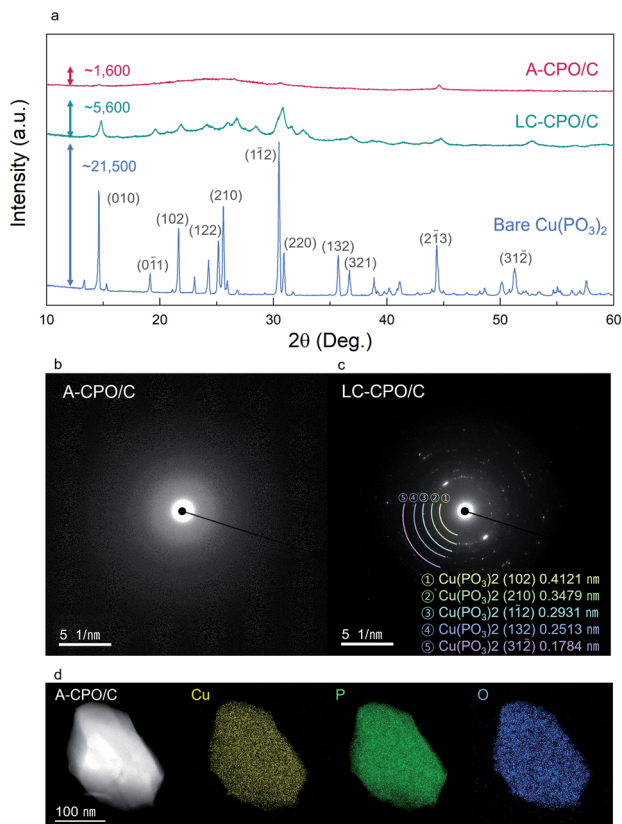 a
Intensity (a.u.)
~1,600
A-CPO/C
~5,600
LC-CPO/C
~21,500
(010)
(01̄1)
(102)
(122)
(210)
(11̄2)
(220)
(132)
(321)
(21̄3)
(312̄)
Bare Cu(PO₃)₂
10 20 30 40 50 60
2θ (Deg.)
b
A-CPO/C
5 1/nm
c
LC-CPO/C
⑤ ④ ③ ② ①
① Cu(PO₃)2 (102) 0.4121 ㎚
② Cu(PO₃)2 (210) 0.3479 ㎚
③ Cu(PO₃)2 (11̄2) 0.2931 ㎚
④ Cu(PO₃)2 (132) 0.2513 ㎚
⑤ Cu(PO₃)2 (312̄) 0.1784 ㎚
5 1/nm
d
A-CPO/C
Cu
P
O
100 ㎚